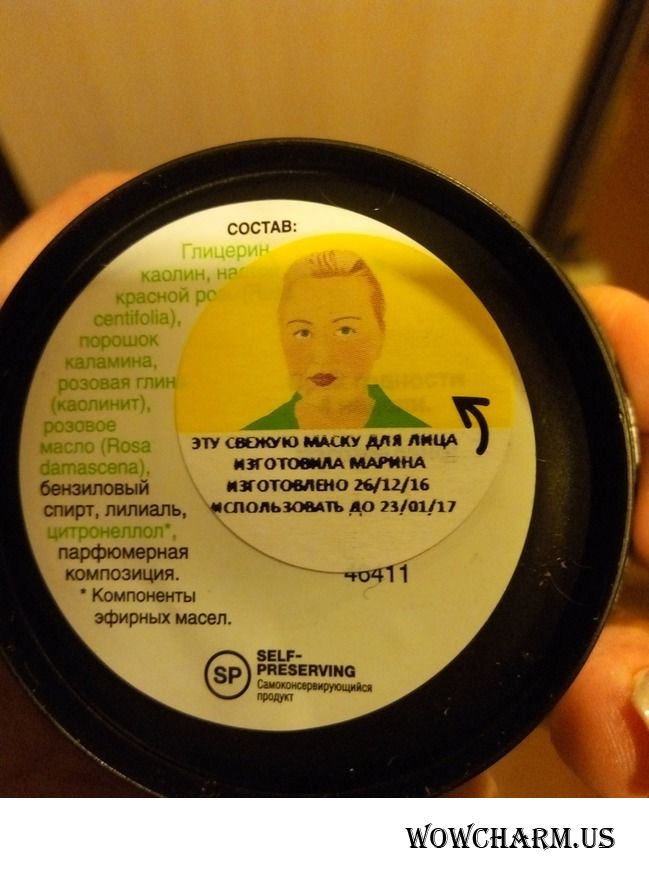 СОСТАВ:
Глицерин
каолин,
красной
centifolia),
порошок
каламина,
розовая
(каолинит),
розовое
масло (Rosa
damascena),
бензиловый
спирт, лилиаль,
цитронеллол*,
парфюмерная
композиция.
* Компоненты
эфирных масел.
ЭТУ СВЕЖУЮ МАСКУ ДЛЯ ЛИЦА
ИЗГОТОВИЛА МАРИНА
ИЗГОТОВЛЕНО 26/12/16
ИСПОЛЬЗОВАТЬ ДО 23/01/17
46411
SP
SELF-
PRESERVING
Самоконсервирующийся
продукт
WOWCHARM.US